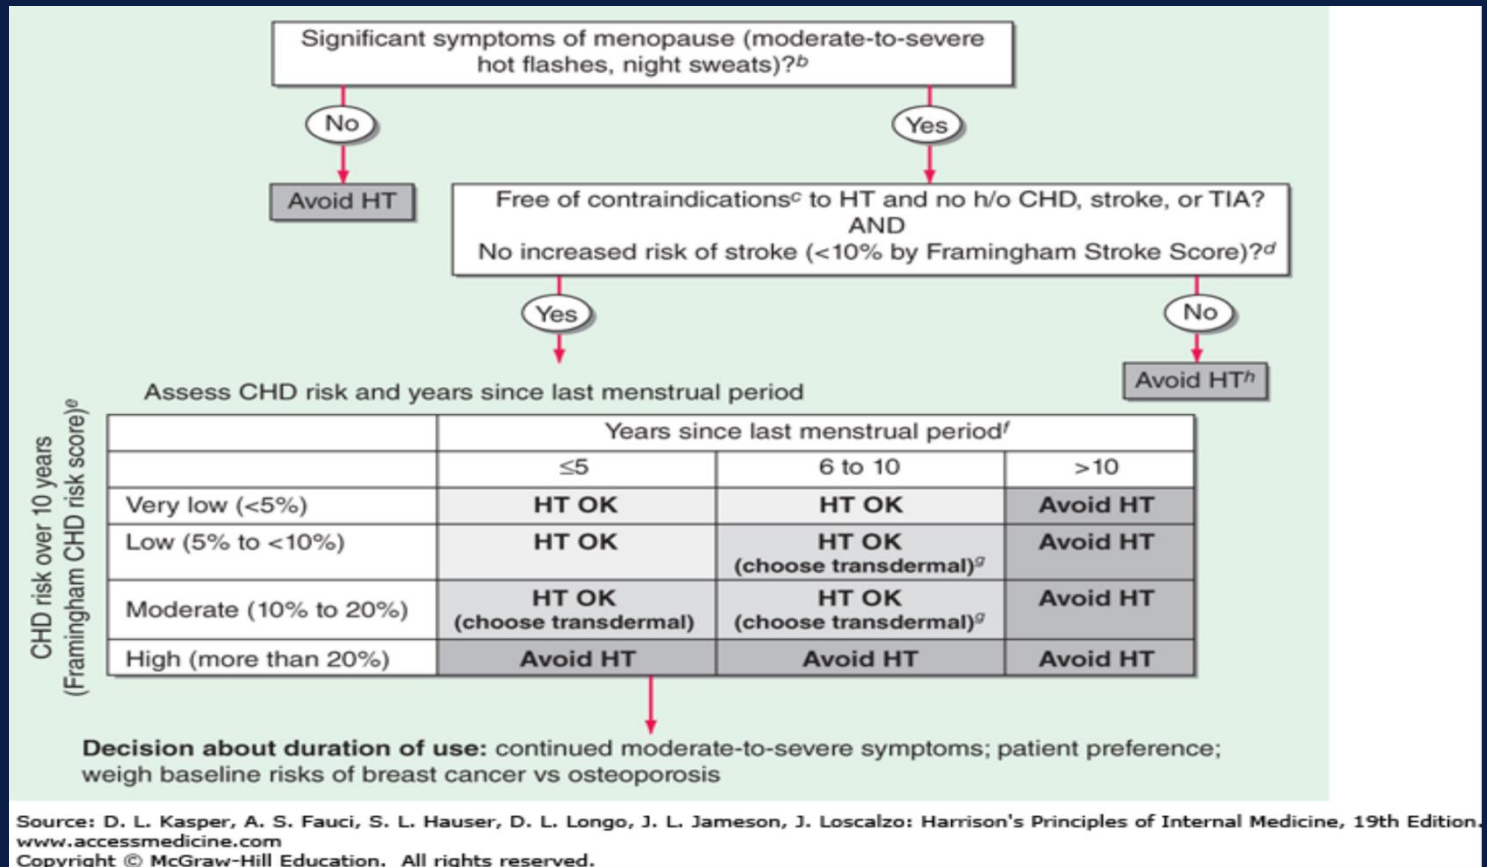 Significant symptoms of menopause (moderate-to-severe
hot flashes, night sweats)?b
No
Yes
Avoid HT
Free of contraindicationsc to HT and no h/o CHD, stroke, or TIA?
AND
No increased risk of stroke (<10% by Framingham Stroke Score)?d
Yes
No
Avoid HTh
Assess CHD risk and years since last menstrual period
CHD risk over 10 years
(Framingham CHD risk score)e
Years since last menstrual periodf
≤5 6 to 10 >10
Very low (<5%) HT OK HT OK Avoid HT
Low (5% to <10%) HT OK HT OK Avoid HT
(choose transdermal)g
Moderate (10% to 20%) HT OK HT OK Avoid HT
(choose transdermal) (choose transdermal)g
High (more than 20%) Avoid HT Avoid HT Avoid HT
Decision about duration of use: continued moderate-to-severe symptoms; patient preference;
weigh baseline risks of breast cancer vs osteoporosis
Source: D. L. Kasper, A. S. Fauci, S. L. Hauser, D. L. Longo, J. L. Jameson, J. Loscalzo: Harrison's Principles of Internal Medicine, 19th Edition.
www.accessmedicine.com
Copyright © McGraw-Hill Education. All rights reserved.